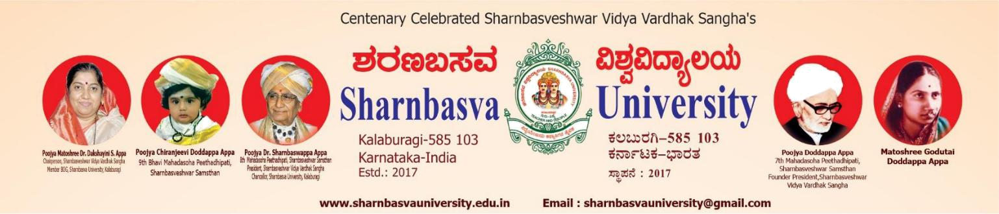 Centenary Celebrated Sharnbasveshwar Vidya Vardhak Sangha's
ಶರಣಬಸವ ವಿಶ್ವವಿದ್ಯಾಲಯ
Sharnbasva University
TEACHER AND DISCIPLE
Kalaburagi-585 103
Karnataka-India
Estd.: 2017
ಕಲಬುರಗಿ–585 103
ಕರ್ನಾಟಕ–ಭಾರತ
ಸ್ಥಾಪನೆ : 2017
Poojya Matoshree Dr. Dakshayini S. Appa
Chairperson, Sharnbasveshwar Vidya Vardhak Sangha
Member BOG, Sharnbasva University, Kalaburagi
Poojya Chiranjeevi Doddappa Appa
9th Bhavi Mahadasoha Peethadhipati,
Sharnbasveshwar Samsthan
Poojya Dr. Sharnbaswappa Appa
8th Mahadasoha Peethadhipati, Sharnbasveshwar Samsthan
President, Sharnbasveshwar Vidya Vardhak Sangha
Chancellor, Sharnbasva University, Kalaburagi
Poojya Doddappa Appa
7th Mahadasoha Peethadhipati,
Sharnbasveshwar Samsthan
Founder President,Sharnbasveshwar
Vidya Vardhak Sangha
Matoshree Godutai
Doddappa Appa
www.sharnbasvauniversity.edu.in Email : sharnbasvauniversity@gmail.com